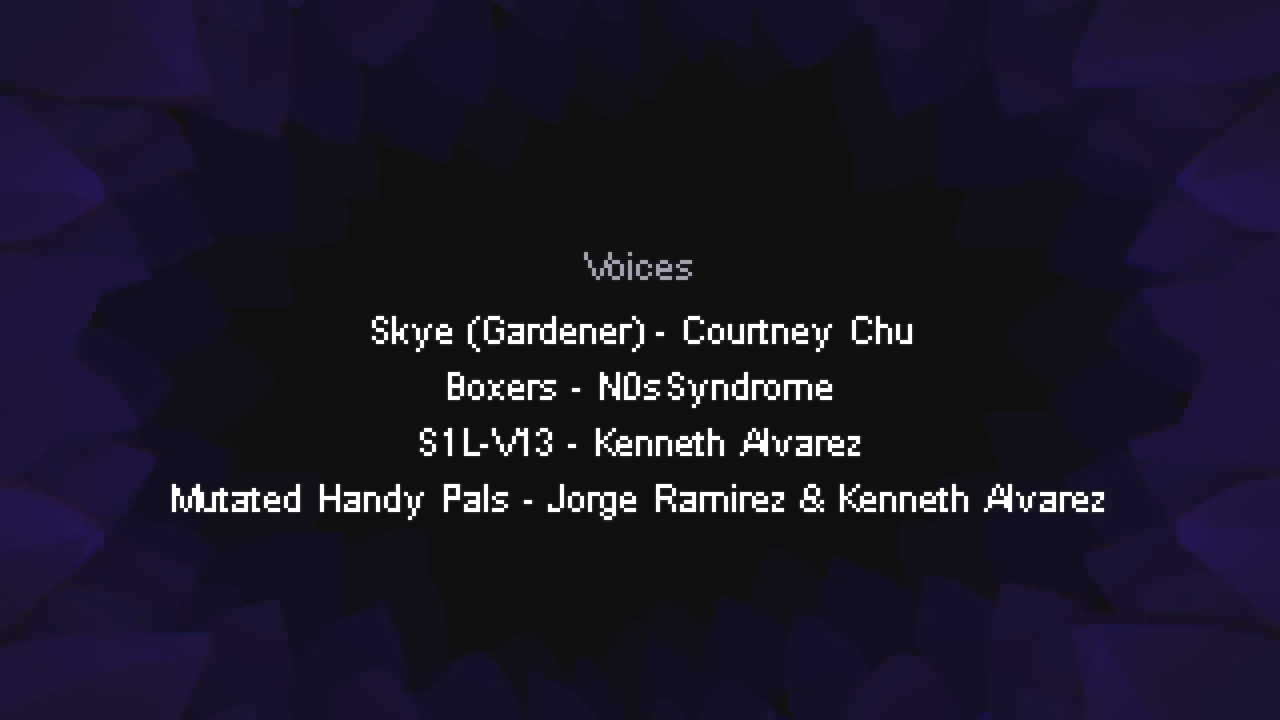 Voices
Skye (Gardener) - Courtney Chu
Boxers - N0sSyndrome
S1L-V13 - Kenneth Alvarez
Mutated Handy Pals - Jorge Ramirez & Kenneth Alvarez